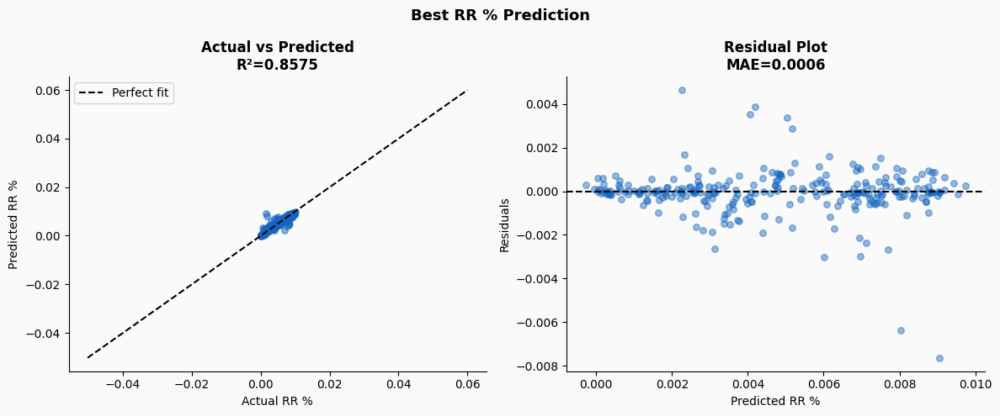 Best RR % Prediction
Actual vs Predicted
R²=0.8575
Perfect fit
0.06
0.04
0.02
0.00
−0.02
−0.04
Predicted RR %
−0.04
−0.02
0.00
0.02
0.04
0.06
Actual RR %
Residual Plot
MAE=0.0006
0.004
0.002
0.000
−0.002
−0.004
−0.006
−0.008
Residuals
0.000
0.002
0.004
0.006
0.008
0.010
Predicted RR %